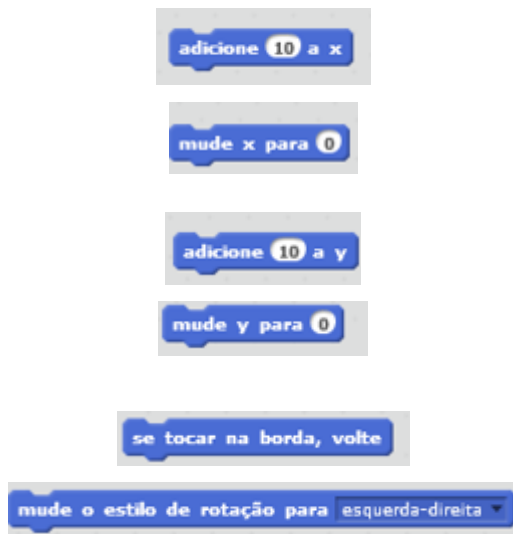 adicione 10 a x
mude x para 0
adicione 10 a y
mude y para 0
se tocar na borda, volte
mude o estilo de rotação para esquerda-direita